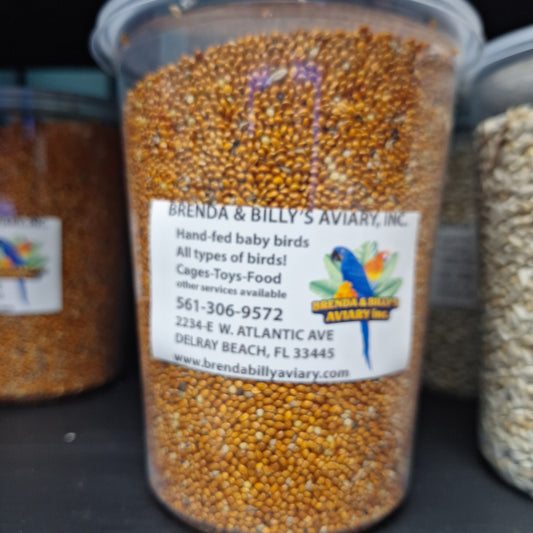 BRENDA & BILLY'S AVIARY, INC.
Hand-fed baby birds
All types of birds!
Cages-Toys-Food
other services available
561-306-9572
2234-E W. ATLANTIC AVE
DELRAY BEACH, FL 33445
www.brendabillyaviary.com
BRENDA & BILLY'S
AVIARY inc.